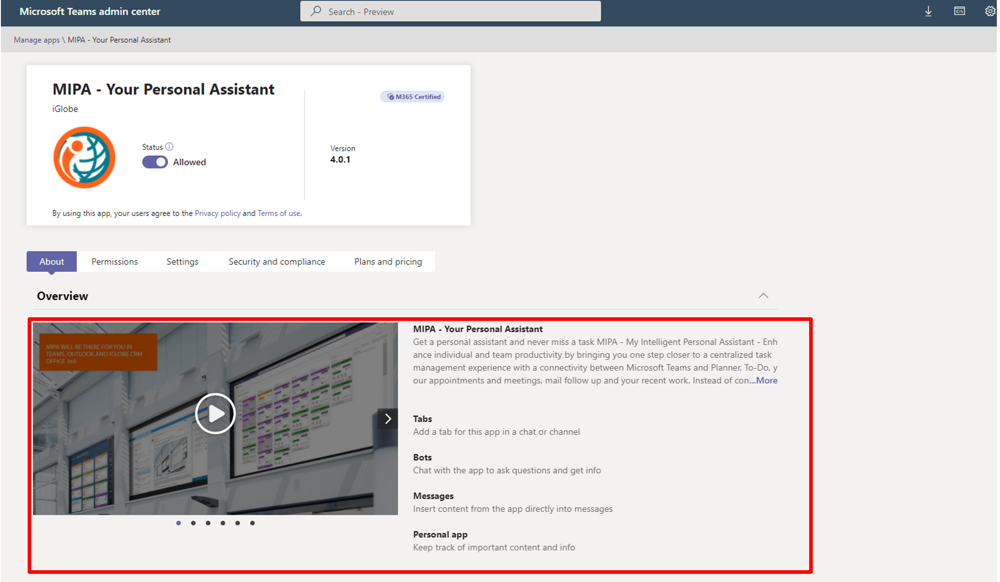 Microsoft Teams admin center
Search - Preview
C:\
Manage apps \ MIPA - Your Personal Assistant
MIPA - Your Personal Assistant
iGlobe
M365 Certified
Status
Allowed
Version
4.0.1
By using this app, your users agree to the Privacy policy and Terms of use.
About
Permissions
Settings
Security and compliance
Plans and pricing
Overview
MIPA WILL BE THERE FOR YOU IN
TEAMS, OUTLOOK AND IGLOBE CRM
OFFICE 365
MIPA - Your Personal Assistant
Get a personal assistant and never miss a task MIPA - My Intelligent Personal Assistant - Enh
ance individual and team productivity by bringing you one step closer to a centralized task
management experience with a connectivity between Microsoft Teams and Planner, To-Do, y
our appointments and meetings, mail follow up and your recent work. Instead of con...More
Tabs
Add a tab for this app in a chat or channel
Bots
Chat with the app to ask questions and get info
Messages
Insert content from the app directly into messages
Personal app
Keep track of important content and info